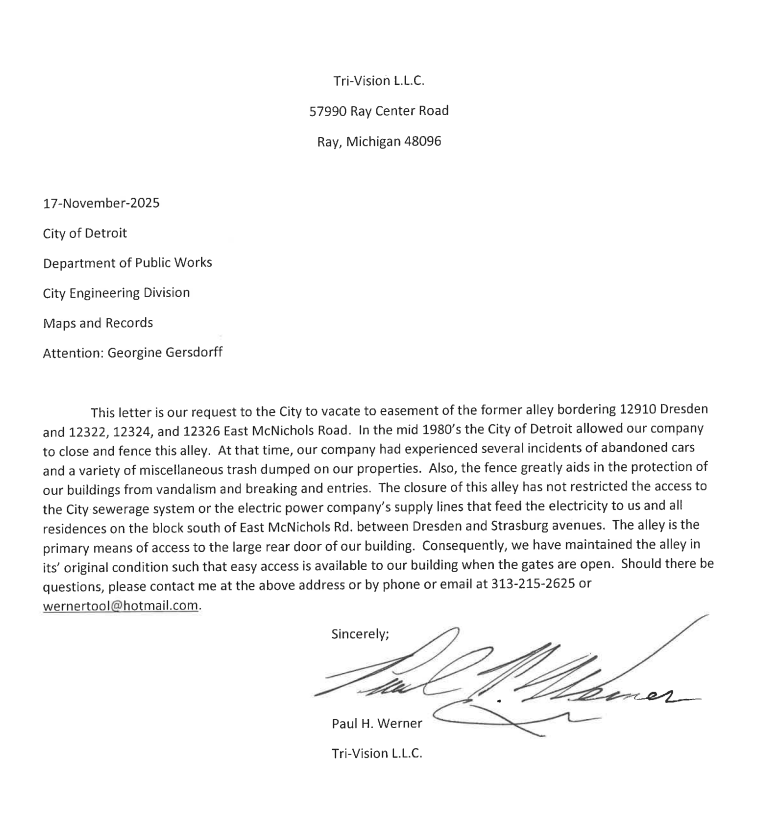 Tri-Vision L.L.C.
57990 Ray Center Road
Ray, Michigan 48096
17-November-2025
City of Detroit
Department of Public Works
City Engineering Division
Maps and Records
Attention: Georgine Gersdorff
This letter is our request to the City to vacate to easement of the former alley bordering 12910 Dresden
and 12322, 12324, and 12326 East McNichols Road. In the mid 1980's the City of Detroit allowed our company
to close and fence this alley. At that time, our company had experienced several incidents of abandoned cars
and a variety of miscellaneous trash dumped on our properties. Also, the fence greatly aids in the protection of
our buildings from vandalism and breaking and entries. The closure of this alley has not restricted the access to
the City sewerage system or the electric power company's supply lines that feed the electricity to us and all
residences on the block south of East McNichols Rd. between Dresden and Strasburg avenues. The alley is the
primary means of access to the large rear door of our building. Consequently, we have maintained the alley in
its' original condition such that easy access is available to our building when the gates are open. Should there be
questions, please contact me at the above address or by phone or email at 313-215-2625 or
wernertool@hotmail.com.
Sincerely;
Paul H. Werner
Paul H. Werner
Tri-Vision L.L.C.